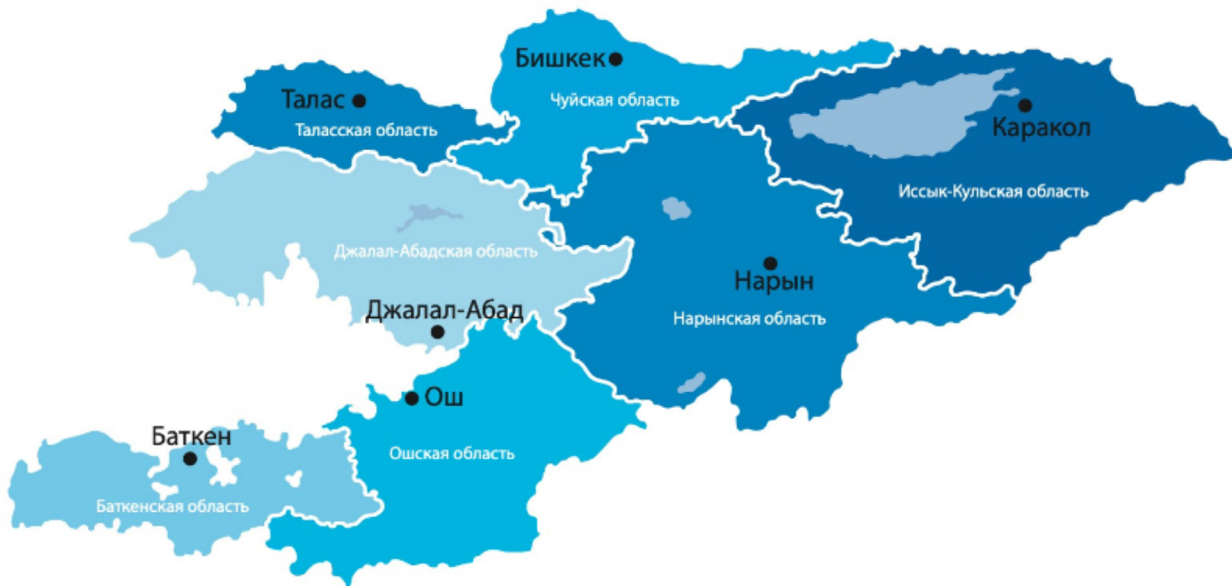 Бишкек
Чуйская область
Талас
Таласская область
Каракол
Иссык-Кульская область
Джалал-Абадская область
Нарын
Джалал-Абад
Нарынская область
Ош
Баткен
Ошская область
Баткенская область